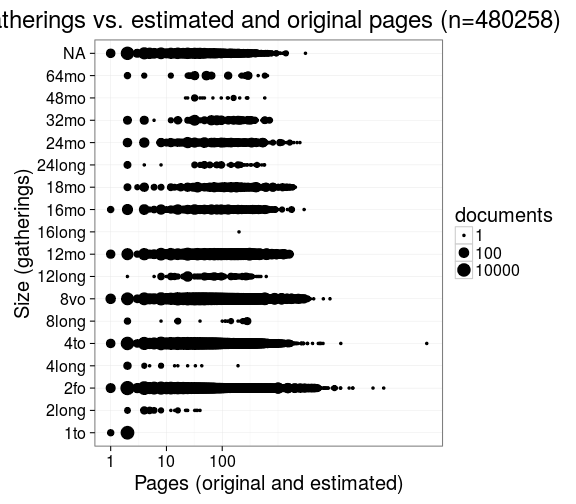 atherings vs. estimated and original pages (n=480258)
NA
64mo
48mo
32mo
24mo
24long
18mo
16mo
16long
12mo
12long
8vo
8long
4to
4long
2fo
2long
1to
Size (gatherings)
1 10 100
Pages (original and estimated)
documents
1
100
10000